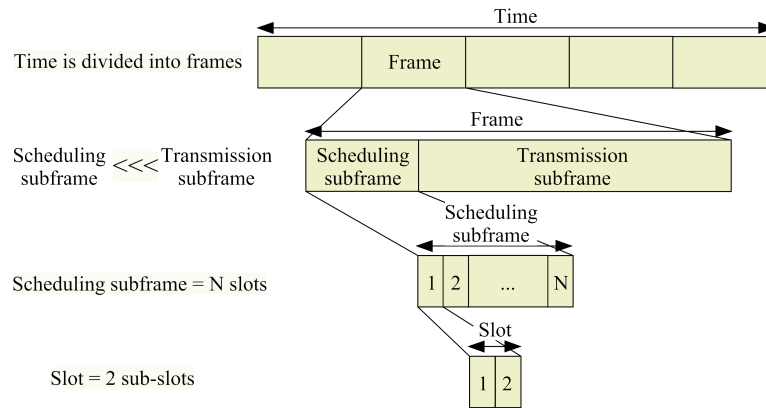 Time
Time is divided into frames
Frame
Frame
Scheduling subframe <<< Transmission subframe
Scheduling
subframe
Transmission
subframe
Scheduling
subframe
Scheduling subframe = N slots
1 2 ... N
Slot
Slot = 2 sub-slots
1 2